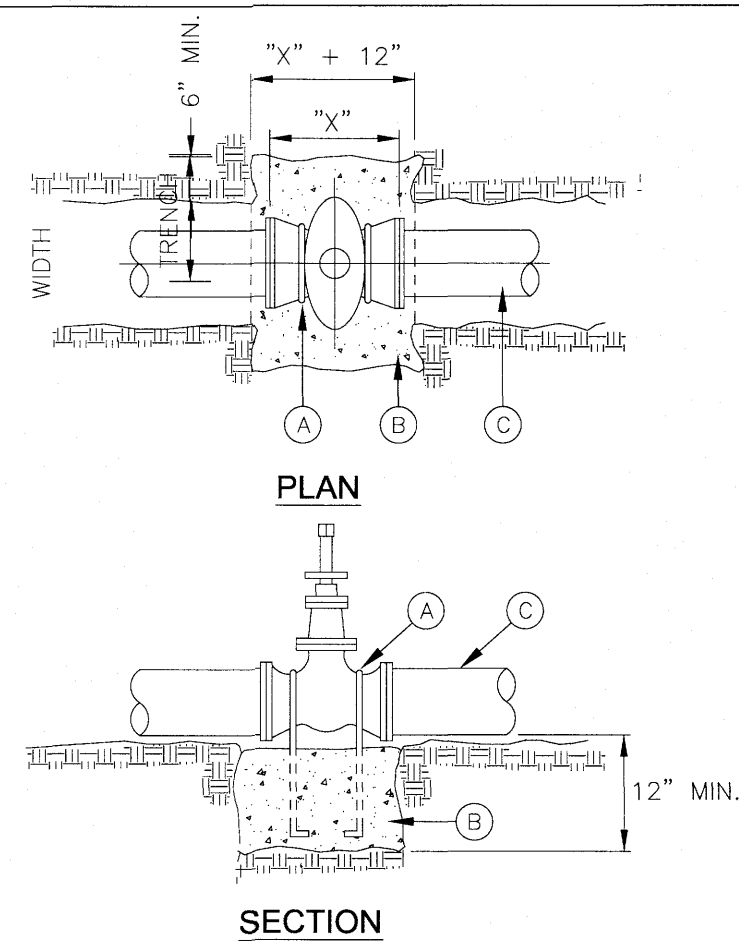 "X" + 12"
6" MIN.
"X"
TRENCH
WIDTH
A
B
C
PLAN
A
C
12" MIN.
B
SECTION